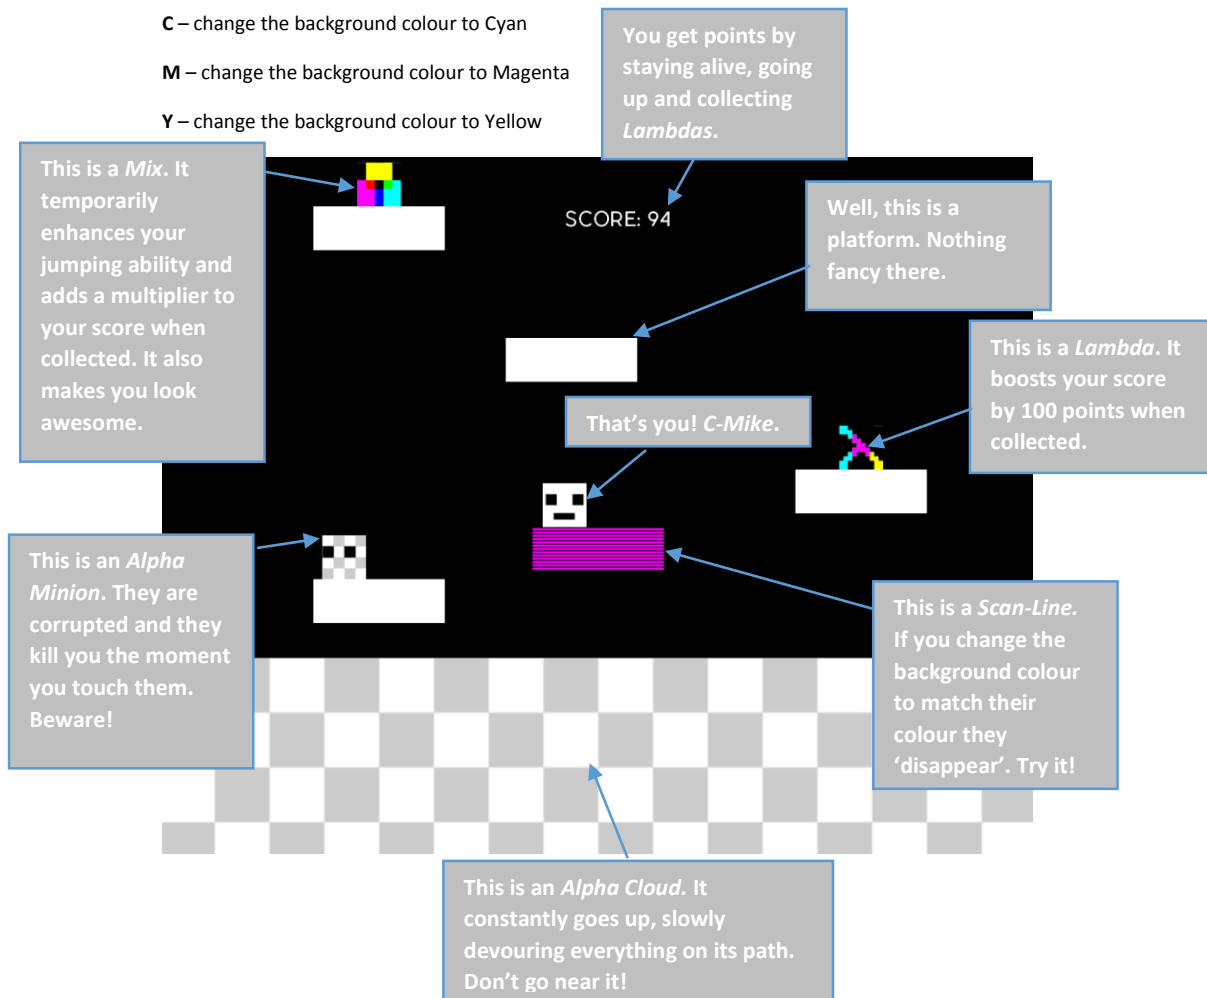 C – change the background colour to Cyan
M – change the background colour to Magenta
Y – change the background colour to Yellow
You get points by
staying alive, going
up and collecting
Lambdas.
This is a Mix. It
temporarily
enhances your
jumping ability and
adds a multiplier to
your score when
collected. It also
makes you look
awesome.
SCORE: 94
Well, this is a
platform. Nothing
fancy there.
This is a Lambda. It
boosts your score
by 100 points when
collected.
That's you! C-Mike.
This is an Alpha
Minion. They are
corrupted and they
kill you the moment
you touch them.
Beware!
This is a Scan-Line.
If you change the
background colour
to match their
colour they
‘disappear’. Try it!
This is an Alpha Cloud. It
constantly goes up, slowly
devouring everything on its path.
Don’t go near it!